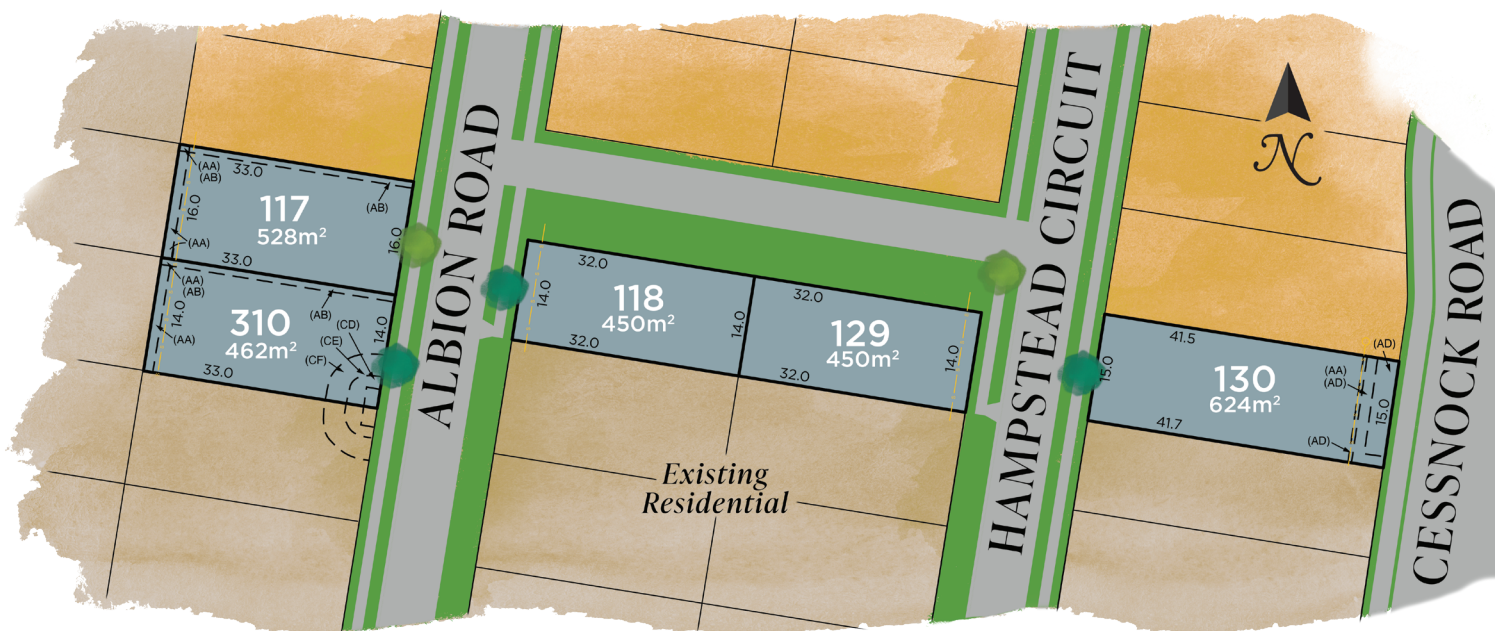 ALBION ROAD
HAMPSTEAD CIRCUIT
CESSNOCK ROAD
N
(AA)
(AB)
33.0
(AB)
16.0
117
528m²
16.0
(AA)
33.0
(AA)
(AB)
(AB)
14.0
310
462m²
14.0
(CD)
(CE)
(CF)
(AA)
33.0
32.0
14.0
118
450m²
14.0
32.0
32.0
129
450m²
14.0
32.0
41.5
15.0
130
624m²
(AD)
(AA)
(AD)
15.0
(AD)
41.7
Existing
Residential